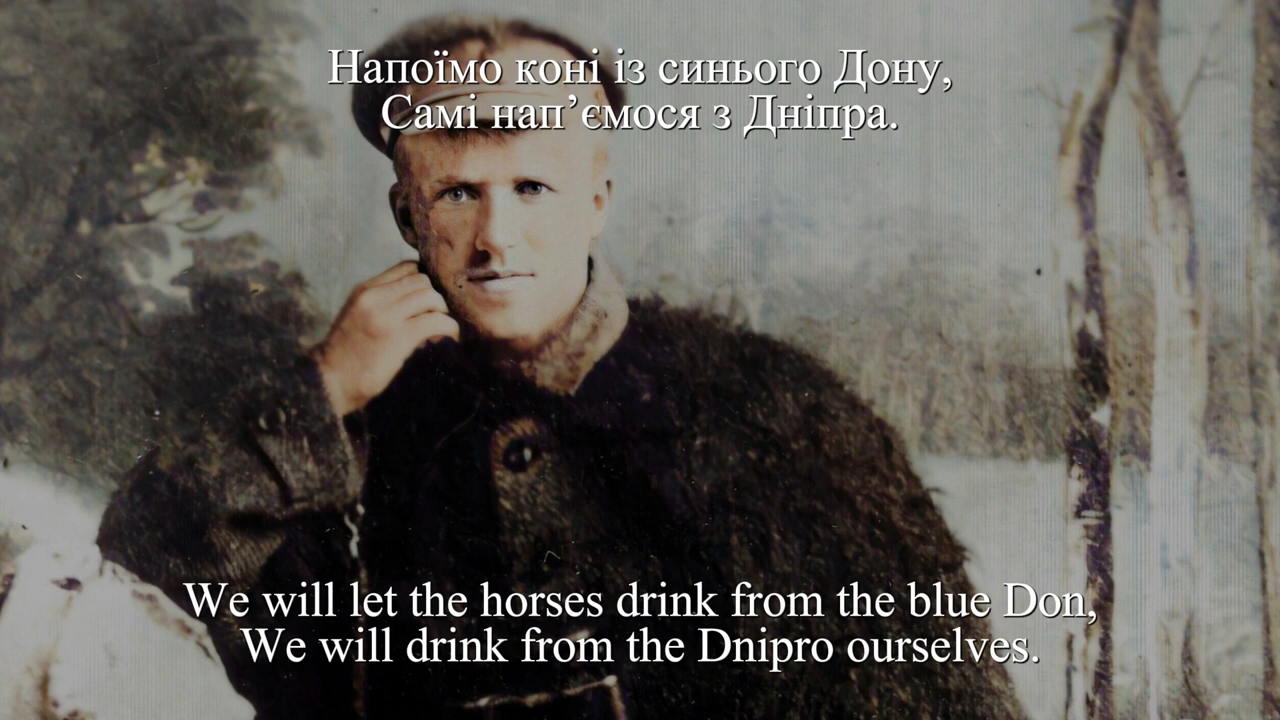 Напоїмо коні із синього Дону,
Самі нап’ємося з Дніпра.
We will let the horses drink from the blue Don,
We will drink from the Dnipro ourselves.